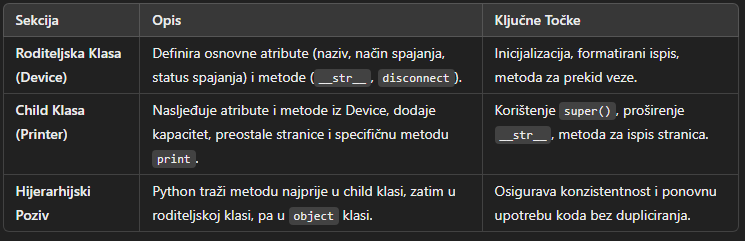 Sekcija Opis Ključne Točke
Roditeljska Klasa Definira osnovne atribute (naziv, način spajanja, Inicijalizacija, formatirani ispis,
(Device) status spajanja) i metode (__str__, disconnect). metoda za prekid veze.
Child Klasa Nasljeđuje atribute i metode iz Device, dodaje Korištenje super(), proširenje
(Printer) kapacitet, preostale stranice i specifičnu metodu __str__, metoda za ispis stranica.
print.
Hijerarhijski Python traži metodu najprije u child klasi, zatim u Osigurava konzistentnost i ponovnu
Poziv roditeljskoj klasi, pa u object klasi. upotrebu koda bez dupliciranja.